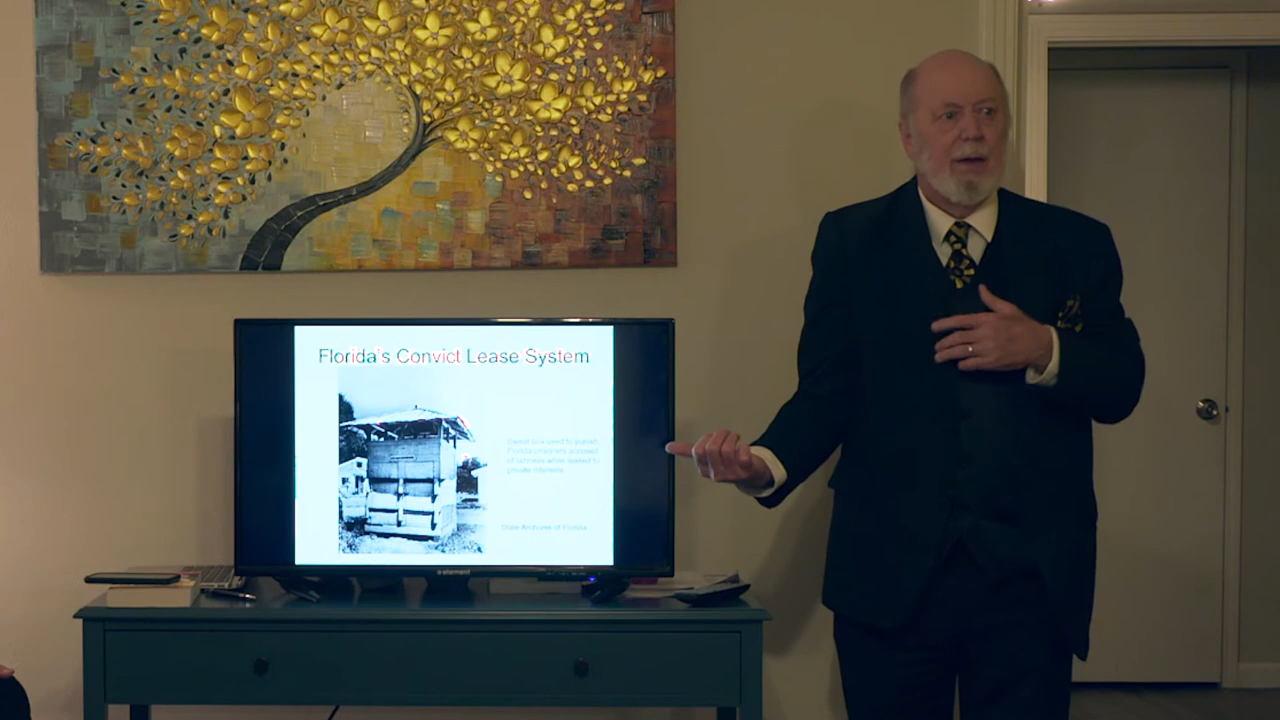 Florida's Convict Lease System
Sweat box used to punish
Florida prisoners accused
of laziness while leased to
private interests.
State Archives of Florida
element